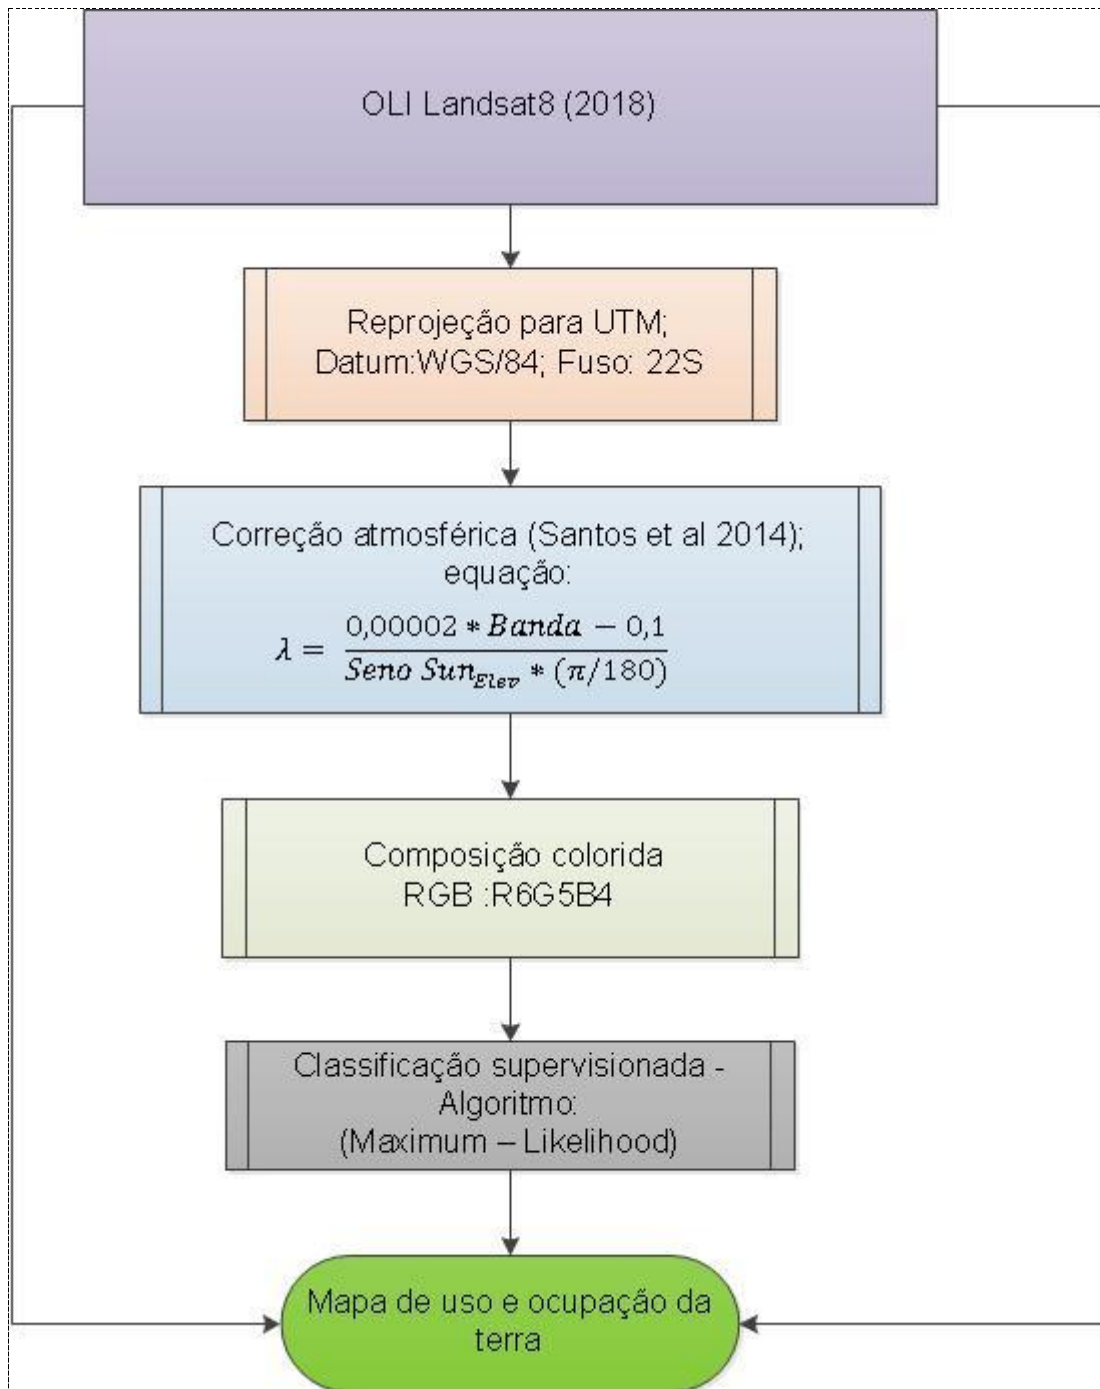 OLI Landsat8 (2018)
Reprojeção para UTM;
Datum:WGS/84; Fuso: 22S
Correção atmosférica (Santos et al 2014);
equação:
λ = 0,00002 * Banda − 0,1 / Seno Sun_Elev * (π/180)
Composição colorida
RGB :R6G5B4
Classificação supervisionada -
Algoritmo:
(Maximum – Likelihood)
Mapa de uso e ocupação da
terra